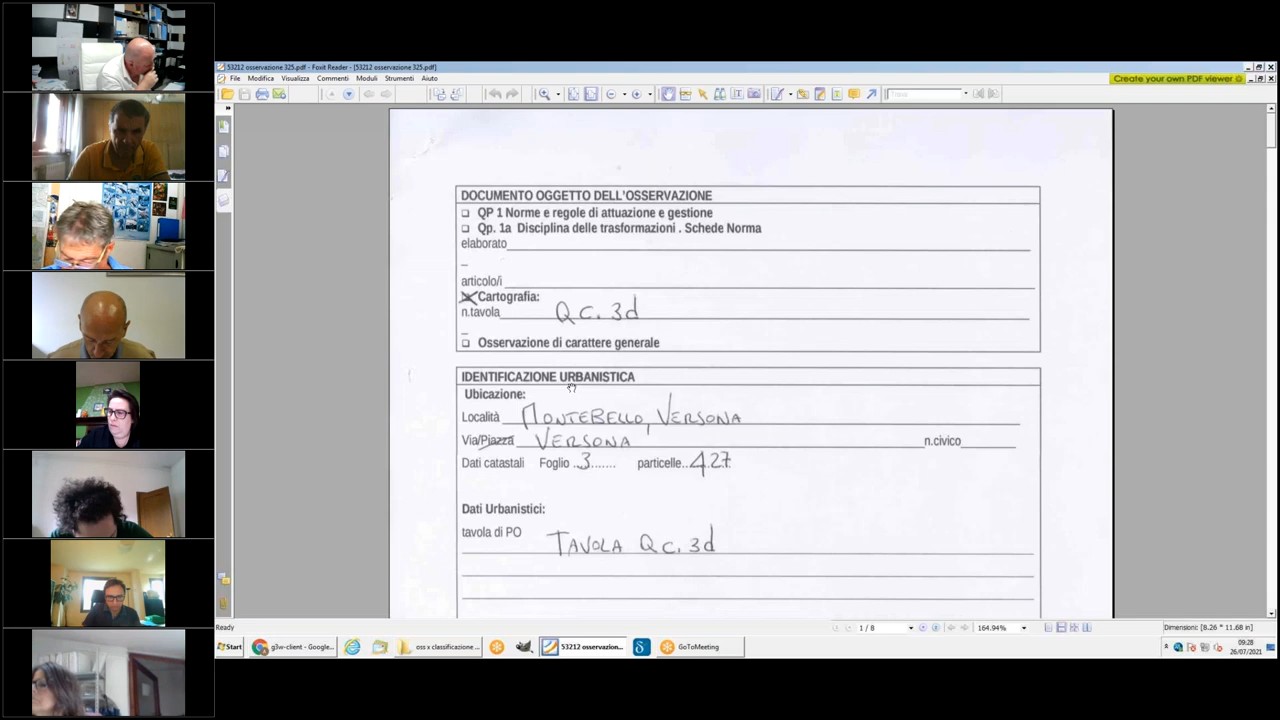 53212 osservazione 325.pdf - Foxit Reader - [53212 osservazione 325.pdf]
File Modifica Visualizza Commenti Moduli Strumenti Aiuto
Create your own PDF viewer
DOCUMENTO OGGETTO DELL'OSSERVAZIONE
QP 1 Norme e regole di attuazione e gestione
Qp. 1a Disciplina delle trasformazioni . Schede Norma
elaborato
articolo/i
Cartografia:
n.tavola Qc. 3d
Osservazione di carattere generale
IDENTIFICAZIONE URBANISTICA
Ubicazione:
Località MONTEBELLO, VERSONA
Via/Piazza VERSONA n.civico
Dati catastali Foglio ..3....... particelle..427.
Dati Urbanistici:
tavola di PO TAVOLA Qc. 3d
Ready 1 / 8 164.94% Dimensions: [8.26 * 11.68 in]
Start g3w-client - Google... oss x classificazione ... 53212 osservazion... GoToMeeting 09:28
26/07/2021